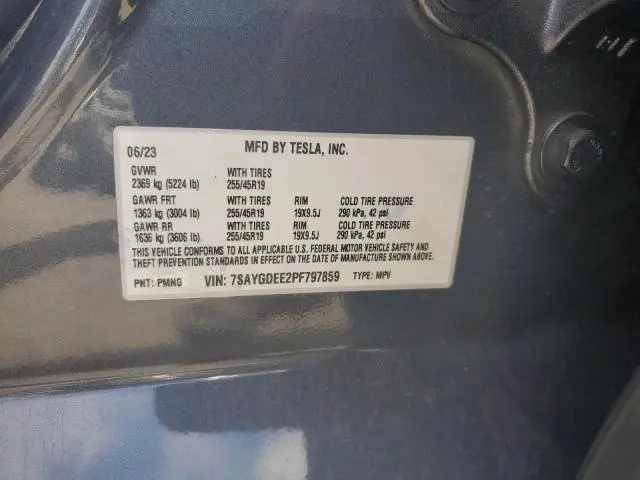 06/23 MFD BY TESLA, INC.
GVWR WITH TIRES
2369 kg (5224 lb) 255/45R19
GAWR FRT WITH TIRES RIM COLD TIRE PRESSURE
1363 kg (3004 lb) 255/45R19 19X9.5J 290 kPa, 42 psi
GAWR RR WITH TIRES RIM COLD TIRE PRESSURE
1636 kg (3606 lb) 255/45R19 19X9.5J 290 kPa, 42 psi
THIS VEHICLE CONFORMS TO ALL APPLICABLE U.S. FEDERAL MOTOR VEHICLE SAFETY AND
THEFT PREVENTION STANDARDS IN EFFECT ON THE DATE OF MANUFACTURE SHOWN ABOVE.
PNT: PMNG VIN: 7SAYGDEE2PF797859 TYPE: MPV